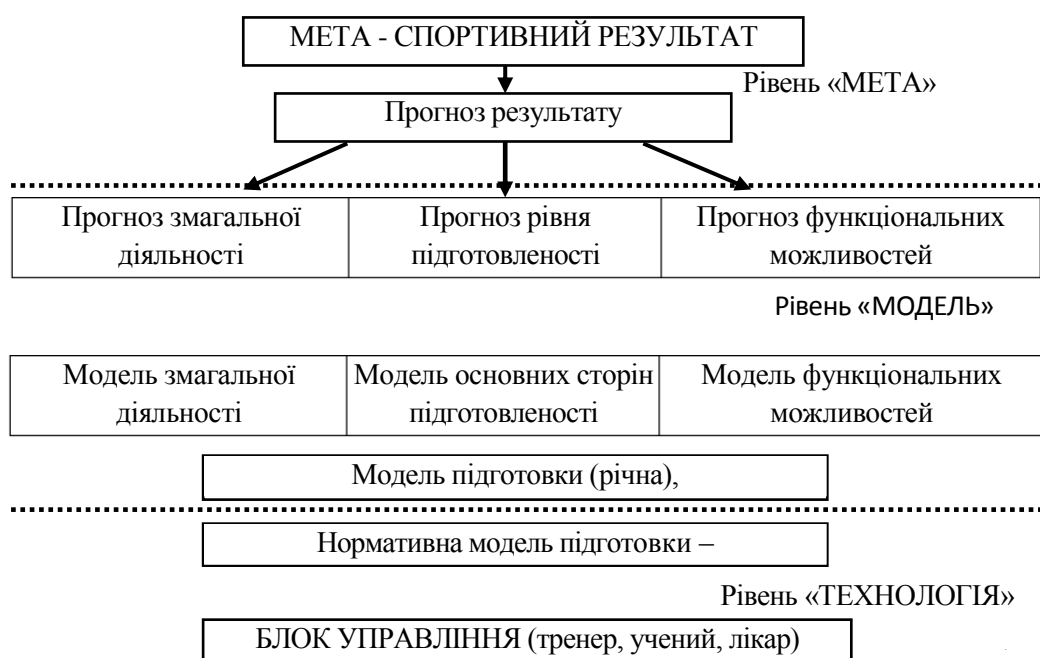 МЕТА - СПОРТИВНИЙ РЕЗУЛЬТАТ
Рівень «МЕТА»
Прогноз результату
Прогноз змагальної діяльності
Прогноз рівня підготовленості
Прогноз функціональних можливостей
Рівень «МОДЕЛЬ»
Модель змагальної діяльності
Модель основних сторін підготовленості
Модель функціональних можливостей
Модель підготовки (річна),
Нормативна модель підготовки –
Рівень «ТЕХНОЛОГІЯ»
БЛОК УПРАВЛІННЯ (тренер, учений, лікар)